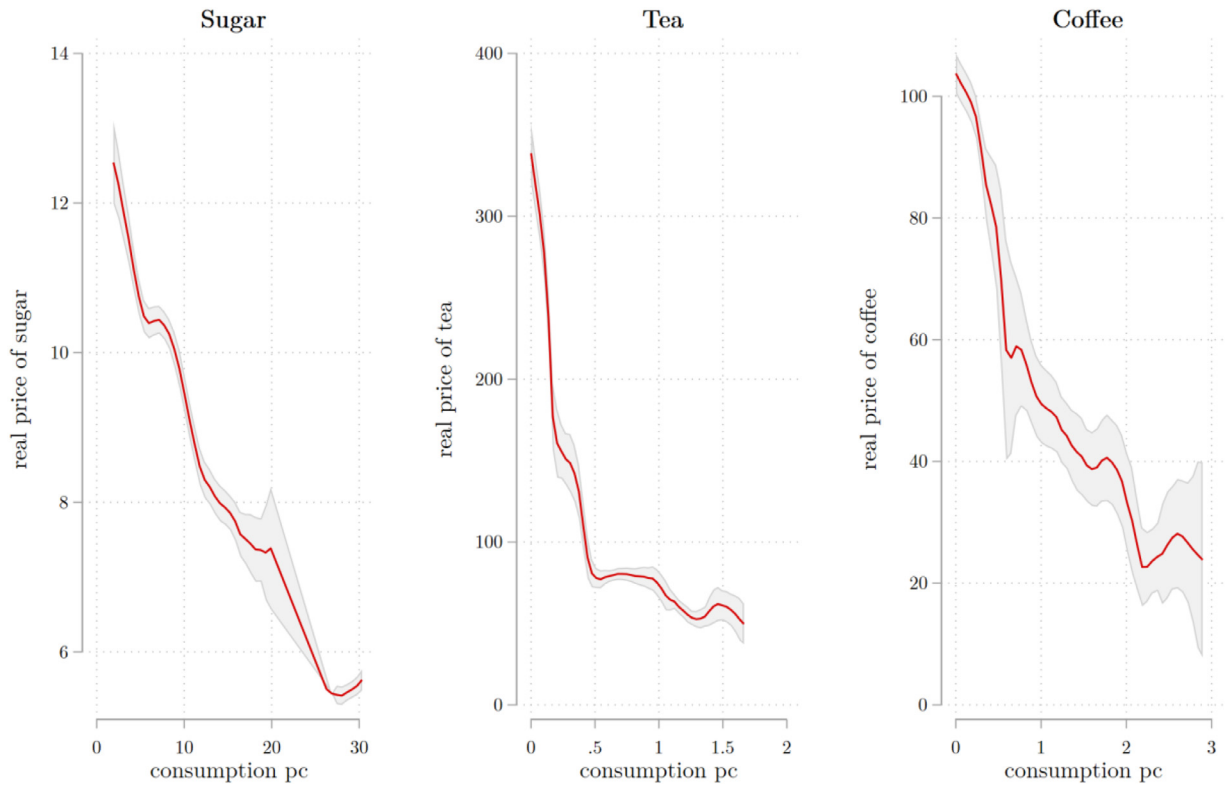 Sugar
14
12
10
8
6
real price of sugar
0 10 20 30
consumption pc
Tea
400
300
200
100
0
real price of tea
0 .5 1 1.5 2
consumption pc
Coffee
100
80
60
40
20
0
real price of coffee
0 1 2 3
consumption pc